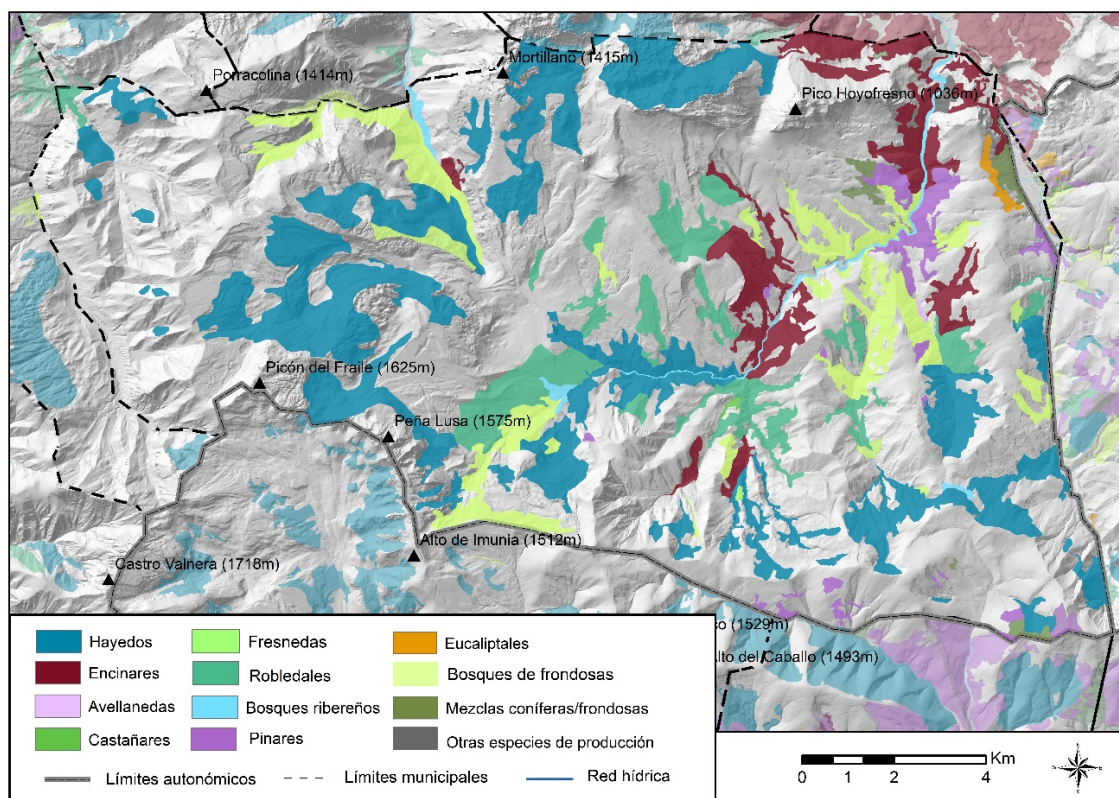 Porracolina (1414m)
Mortillano (1415m)
Pico Hoyofresno (1036m)
Picón del Fraile (1625m)
Peña Lusa (1575m)
Alto de Imunia (1512m)
Castro Valnera (1718m)
(1529m)
Alto del Caballo (1493m)
Hayedos
Fresnedas
Eucaliptales
Encinares
Robledales
Bosques de frondosas
Avellanedas
Bosques ribereños
Mezclas coníferas/frondosas
Castañares
Pinares
Otras especies de producción
Límites autonómicos
Límites municipales
Red hídrica
Km
0 1 2 4